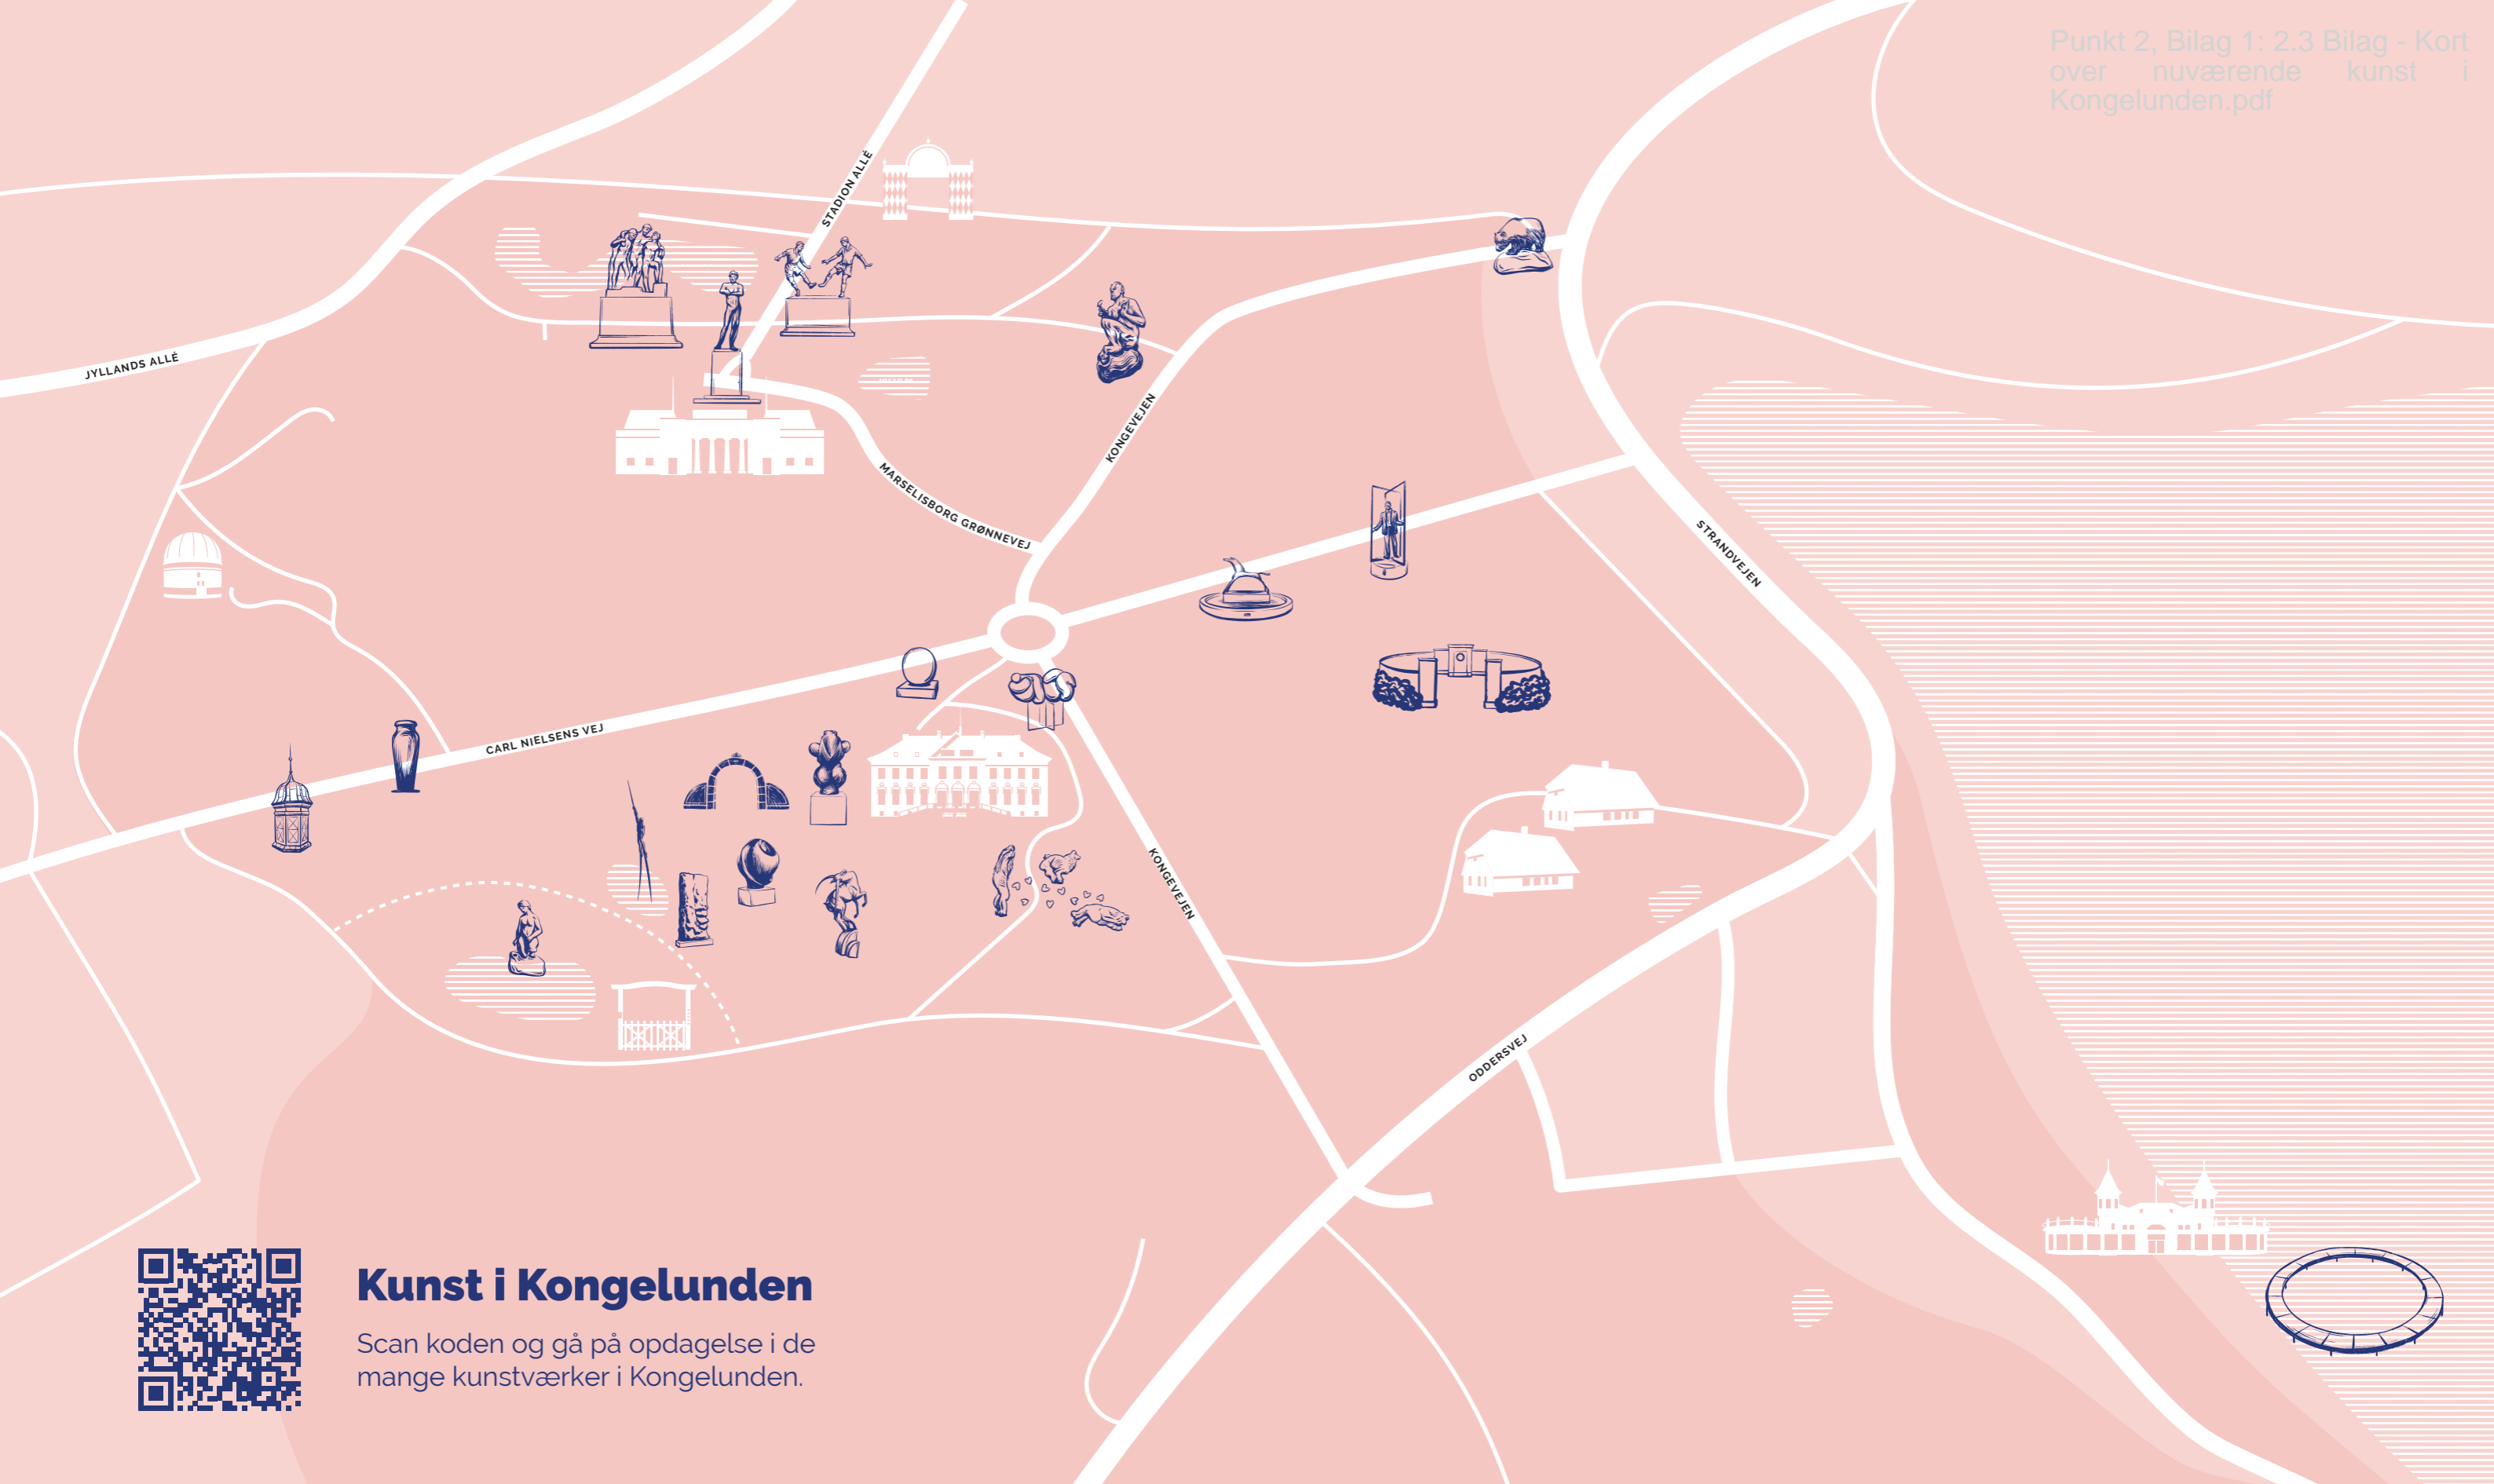 Punkt 2, Bilag 1: 2.3 Bilag - Kort
over nuværende kunst i
Kongelunden.pdf
STADION ALLÉ
JYLLANDS ALLÉ
KONGEVEJEN
MARSELISBORG GRØNNEVEJ
STRANDVEJEN
CARL NIELSENS VEJ
KONGEVEJEN
ODDERSVEJ
Kunst i Kongelunden
Scan koden og gå på opdagelse i de
mange kunstværker i Kongelunden.